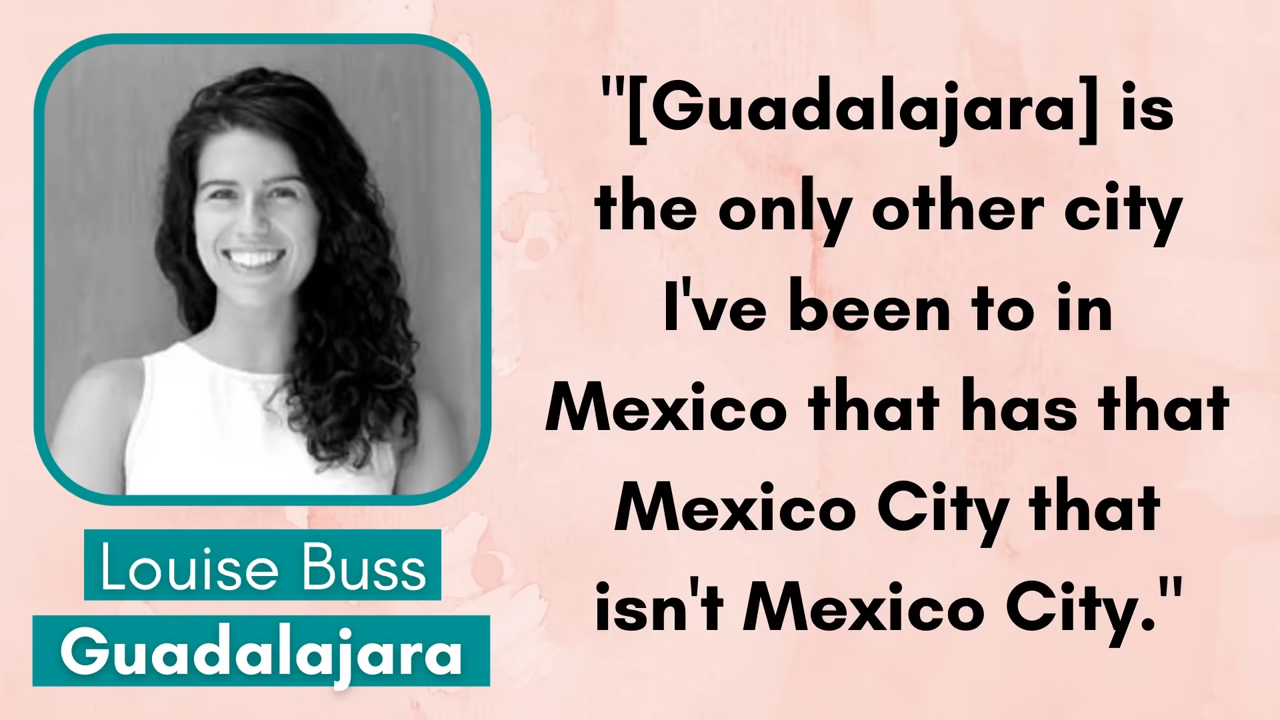 Louise Buss
Guadalajara
"[Guadalajara] is
the only other city
I've been to in
Mexico that has that
Mexico City that
isn't Mexico City."